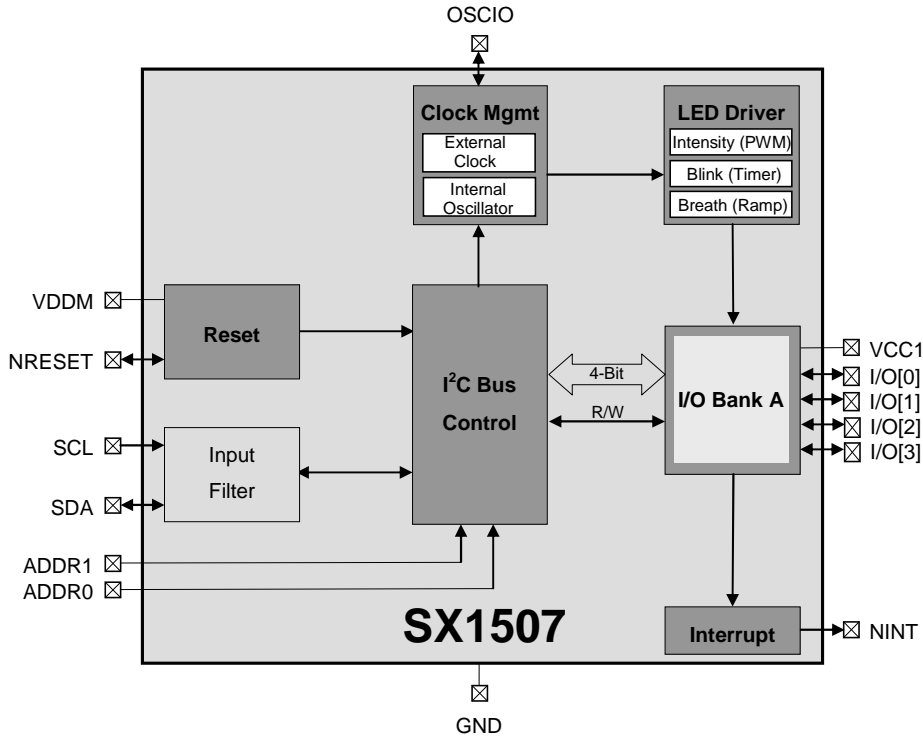 OSCIO
Clock Mgmt
External
Clock
Internal
Oscillator
LED Driver
Intensity (PWM)
Blink (Timer)
Breath (Ramp)
VDDM
NRESET
Reset
SCL
SDA
Input
Filter
ADDR1
ADDR0
I²C Bus
Control
4-Bit
R/W
I/O Bank A
VCC1
I/O[0]
I/O[1]
I/O[2]
I/O[3]
SX1507
Interrupt
NINT
GND